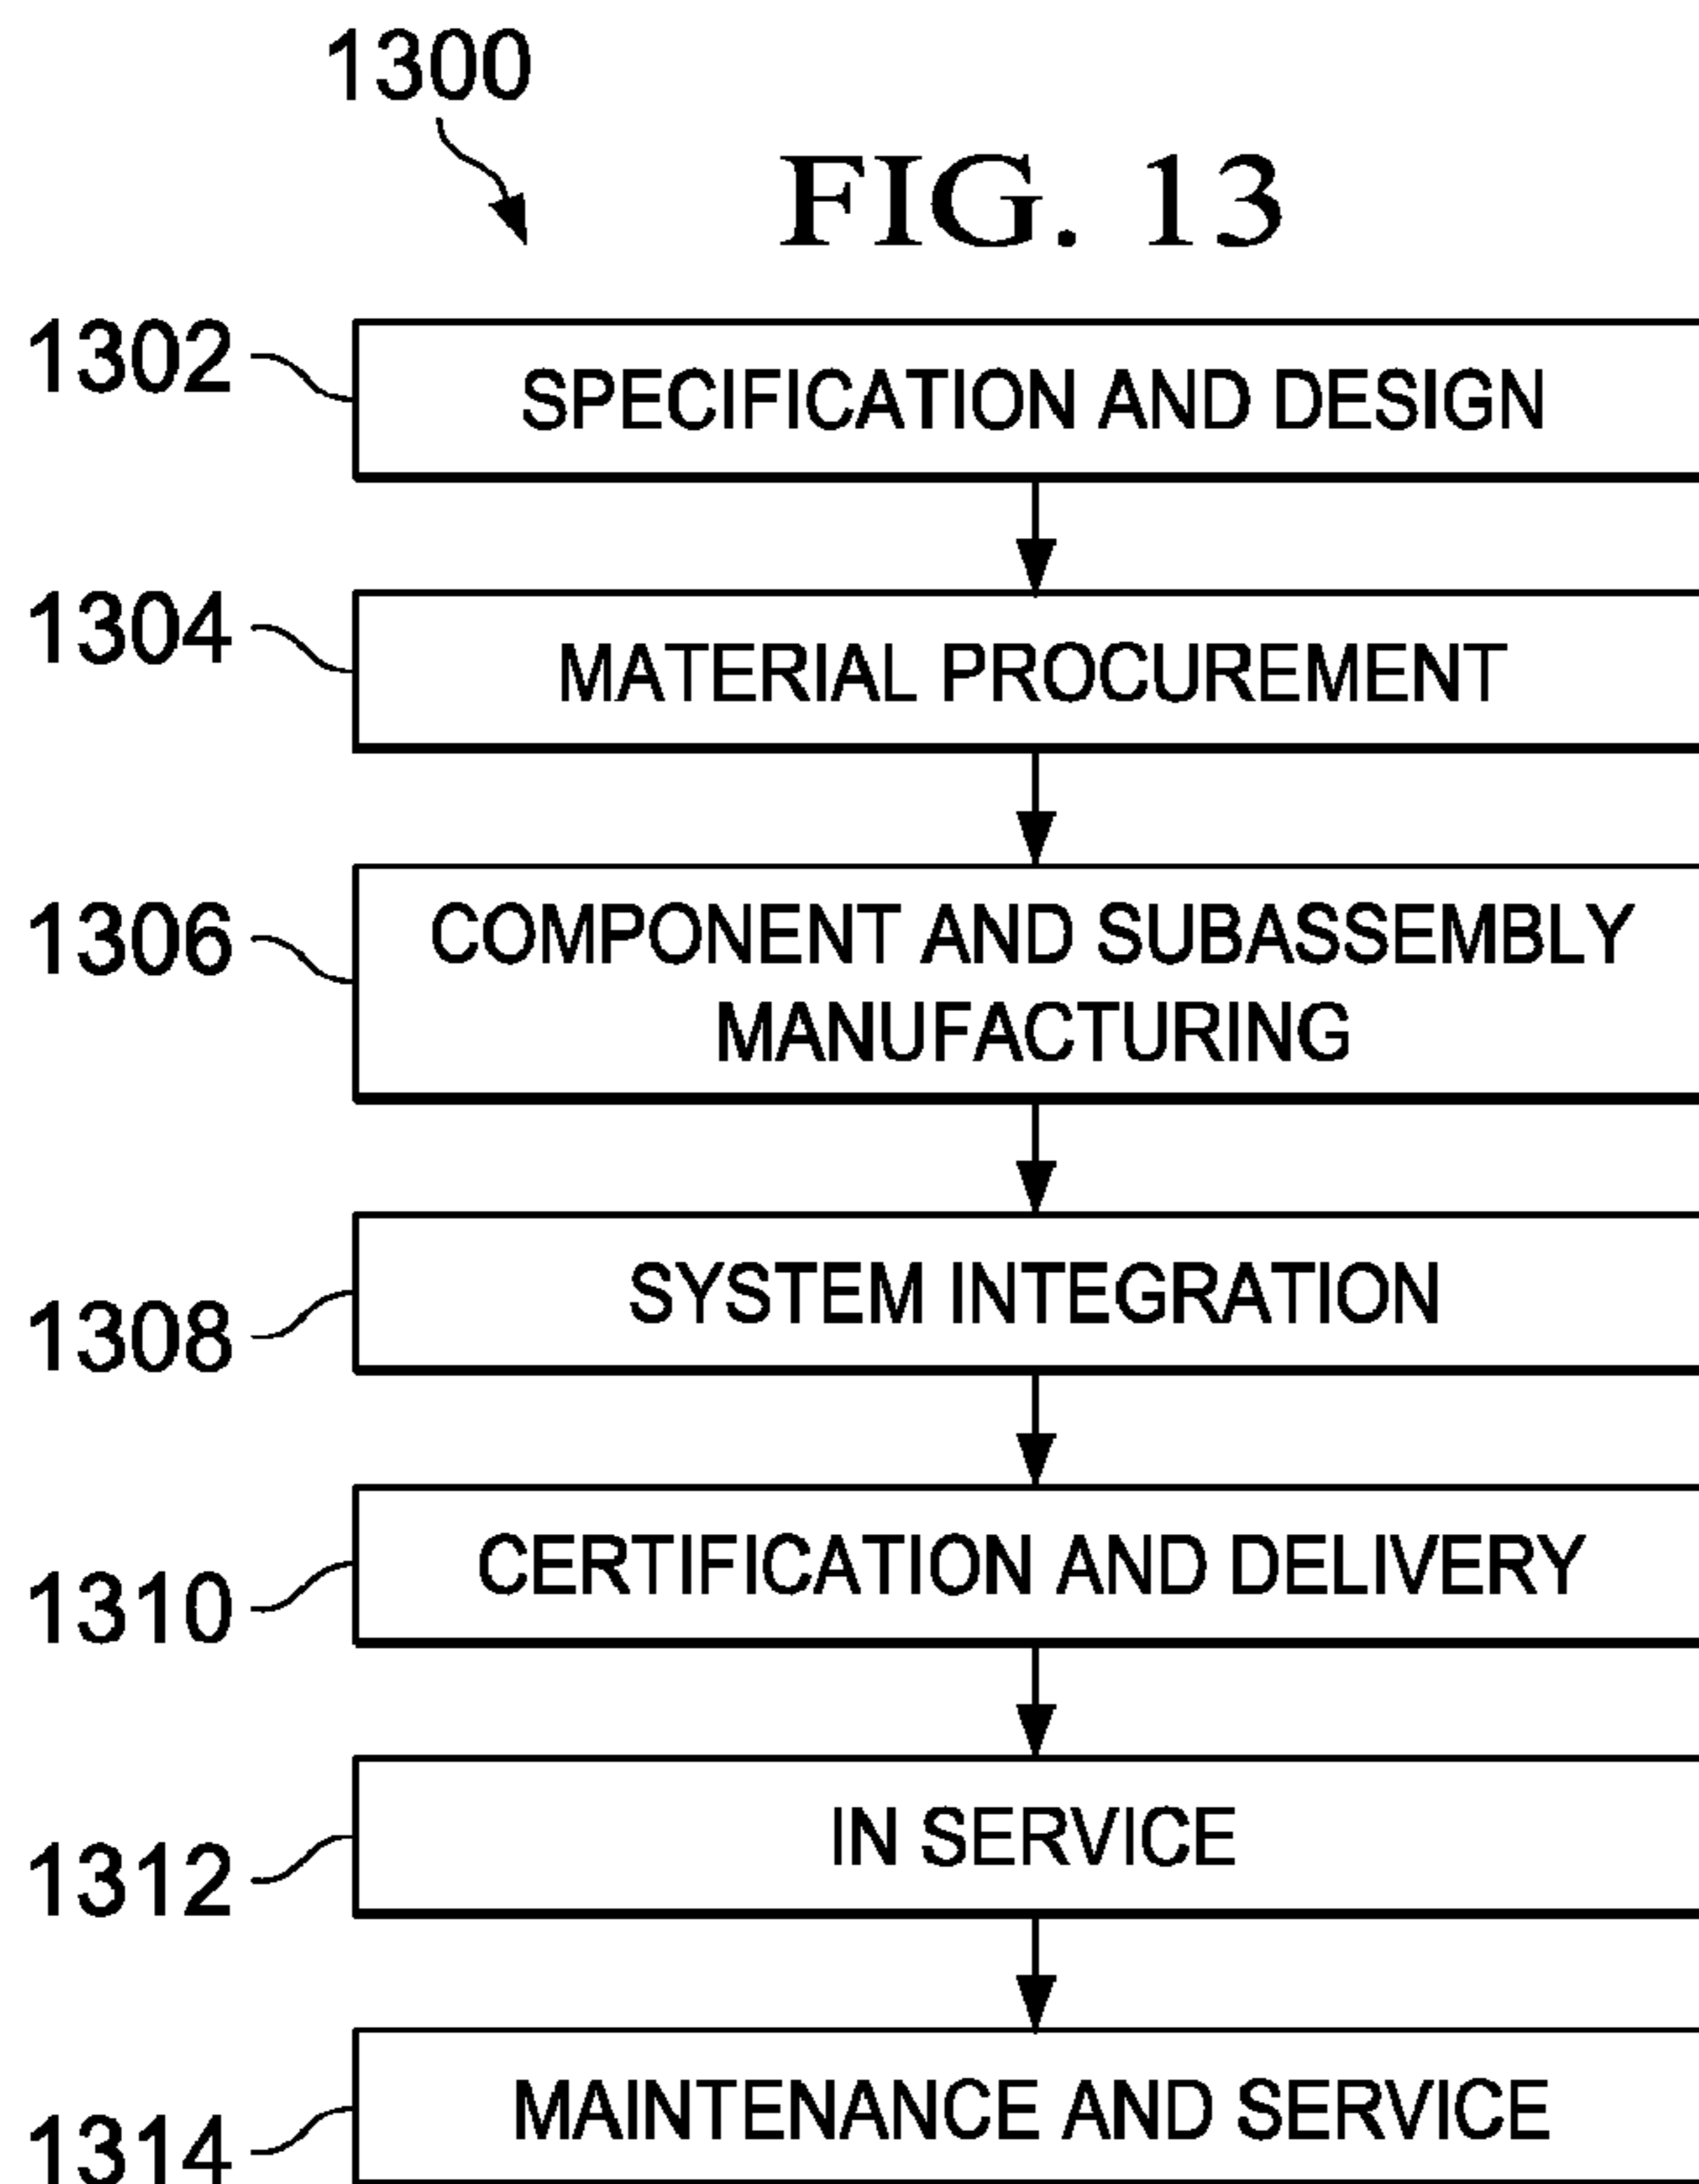 1300
FIG. 13
1302
SPECIFICATION AND DESIGN
1304
MATERIAL PROCUREMENT
1306
COMPONENT AND SUBASSEMBLY
MANUFACTURING
1308
SYSTEM INTEGRATION
1310
CERTIFICATION AND DELIVERY
1312
IN SERVICE
1314
MAINTENANCE AND SERVICE